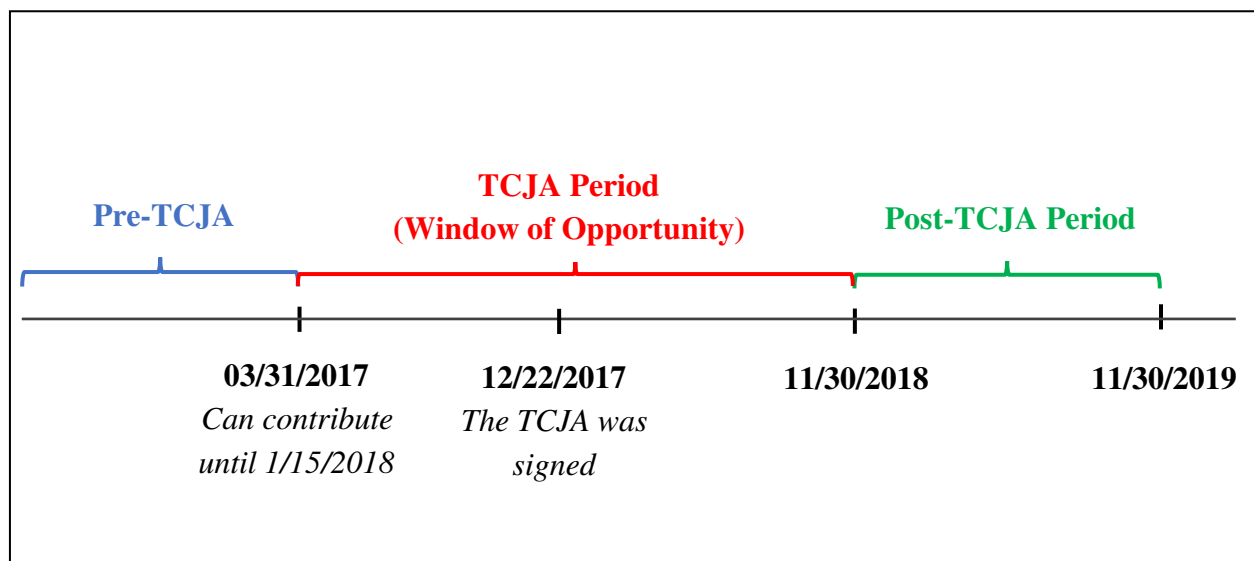 TCJA Period
(Window of Opportunity)
Pre-TCJA
Post-TCJA Period
03/31/2017
Can contribute
until 1/15/2018
12/22/2017
The TCJA was
signed
11/30/2018
11/30/2019